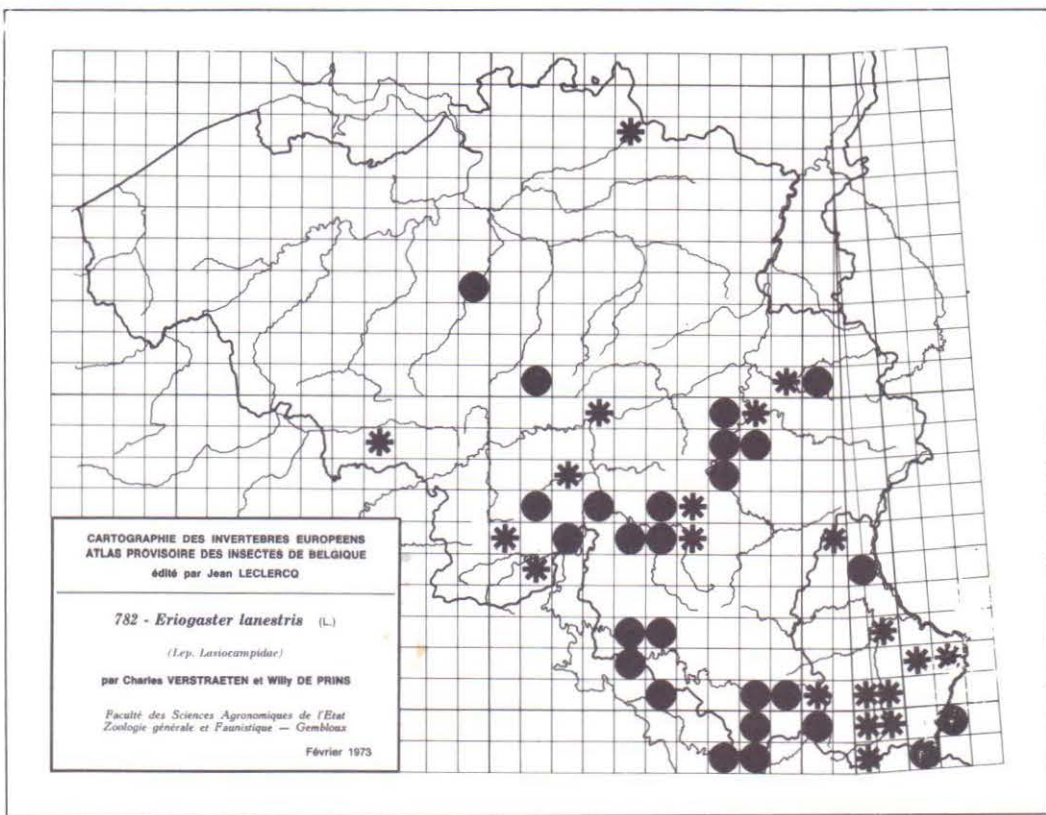 CARTOGRAPHIE DES INVERTEBRES EUROPEENS
ATLAS PROVISOIRE DES INSECTES DE BELGIQUE
édité par Jean LECLERCQ
782 - Eriogaster lanestris (L.)
(Lep. Lasiocampidae)
par Charles VERSTRAETEN et Willy DE PRINS
Faculté des Sciences Agronomiques de l'Etat
Zoologie générale et Faunistique — Gembloux
Février 1973